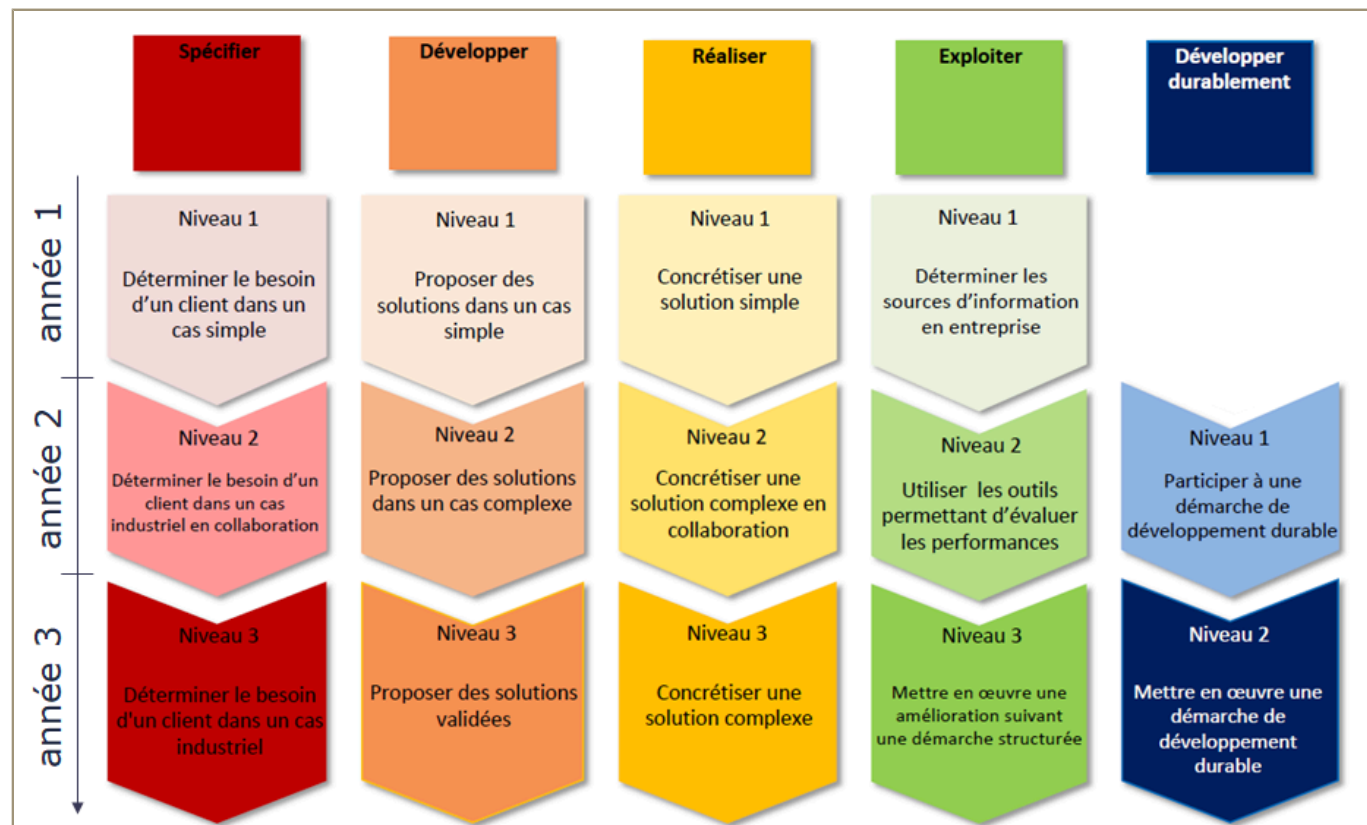 Spécifier
Développer
Réaliser
Exploiter
Développer
durablement
année 1
Niveau 1
Déterminer le besoin
d’un client dans un
cas simple
Niveau 1
Proposer des
solutions dans un cas
simple
Niveau 1
Concrétiser une
solution simple
Niveau 1
Déterminer les
sources d’information
en entreprise
année 2
Niveau 2
Déterminer le besoin d’un
client dans un cas
industriel en collaboration
Niveau 2
Proposer des solutions
dans un cas complexe
Niveau 2
Concrétiser une
solution complexe en
collaboration
Niveau 2
Utiliser les outils
permettant d’évaluer
les performances
Niveau 1
Participer à une
démarche de
développement durable
année 3
Niveau 3
Déterminer le besoin
d'un client dans un cas
industriel
Niveau 3
Proposer des solutions
validées
Niveau 3
Concrétiser une
solution complexe
Niveau 3
Mettre en œuvre une
amélioration suivant
une démarche structurée
Niveau 2
Mettre en œuvre une
démarche de
développement
durable